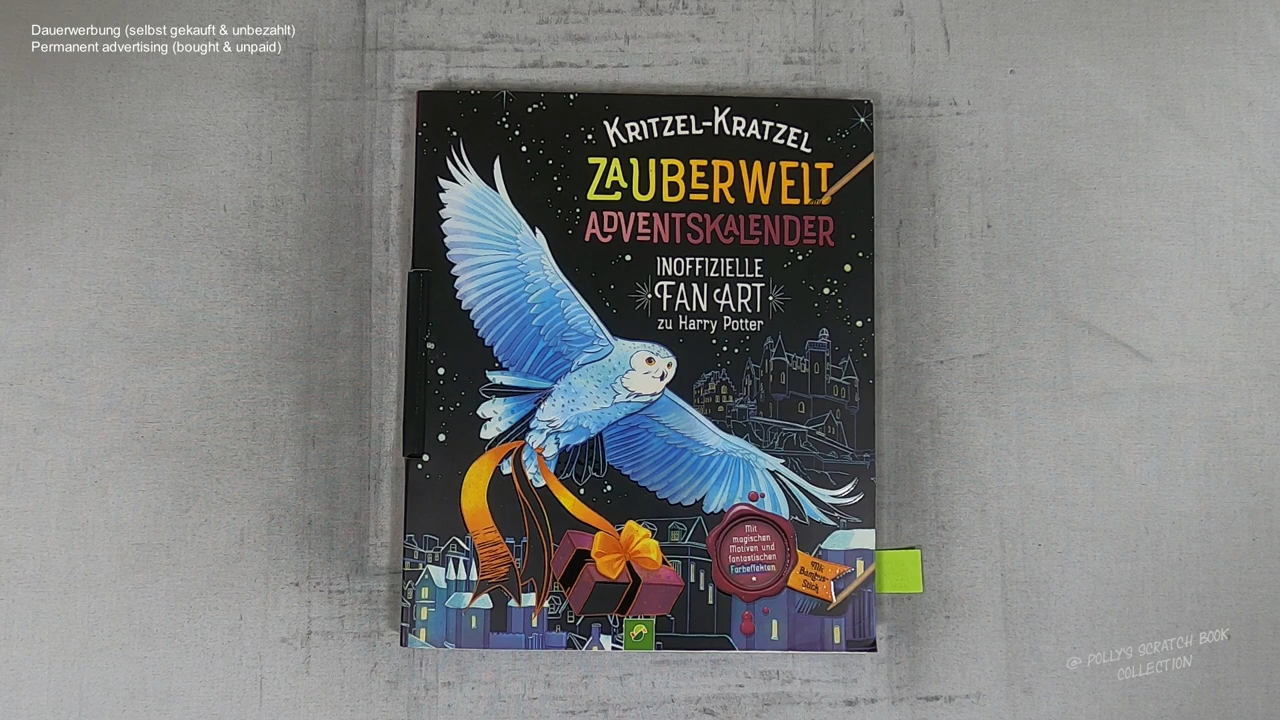 Dauerwerbung (selbst gekauft & unbezahlt)
Permanent advertising (bought & unpaid)
KRITZEL-KRATZEL
ZAUBERWELT
ADVENTSKALENDER
INOFFIZIELLE
FAN ART
zu Harry Potter
Mit
magischen
Motiven und
fantastischen
Farbeffekten
Mit
Bambus-
Stick
@ POLLY'S SCRATCH BOOK
COLLECTION